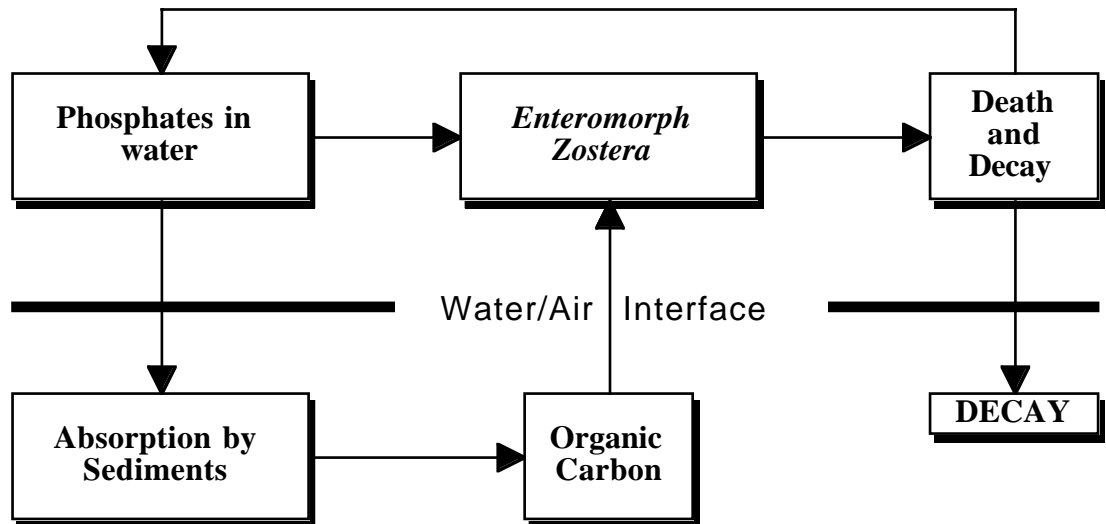 Phosphates in
water
Enteromorph
Zostera
Death
and
Decay
Water/Air Interface
Absorption by
Sediments
Organic
Carbon
DECAY